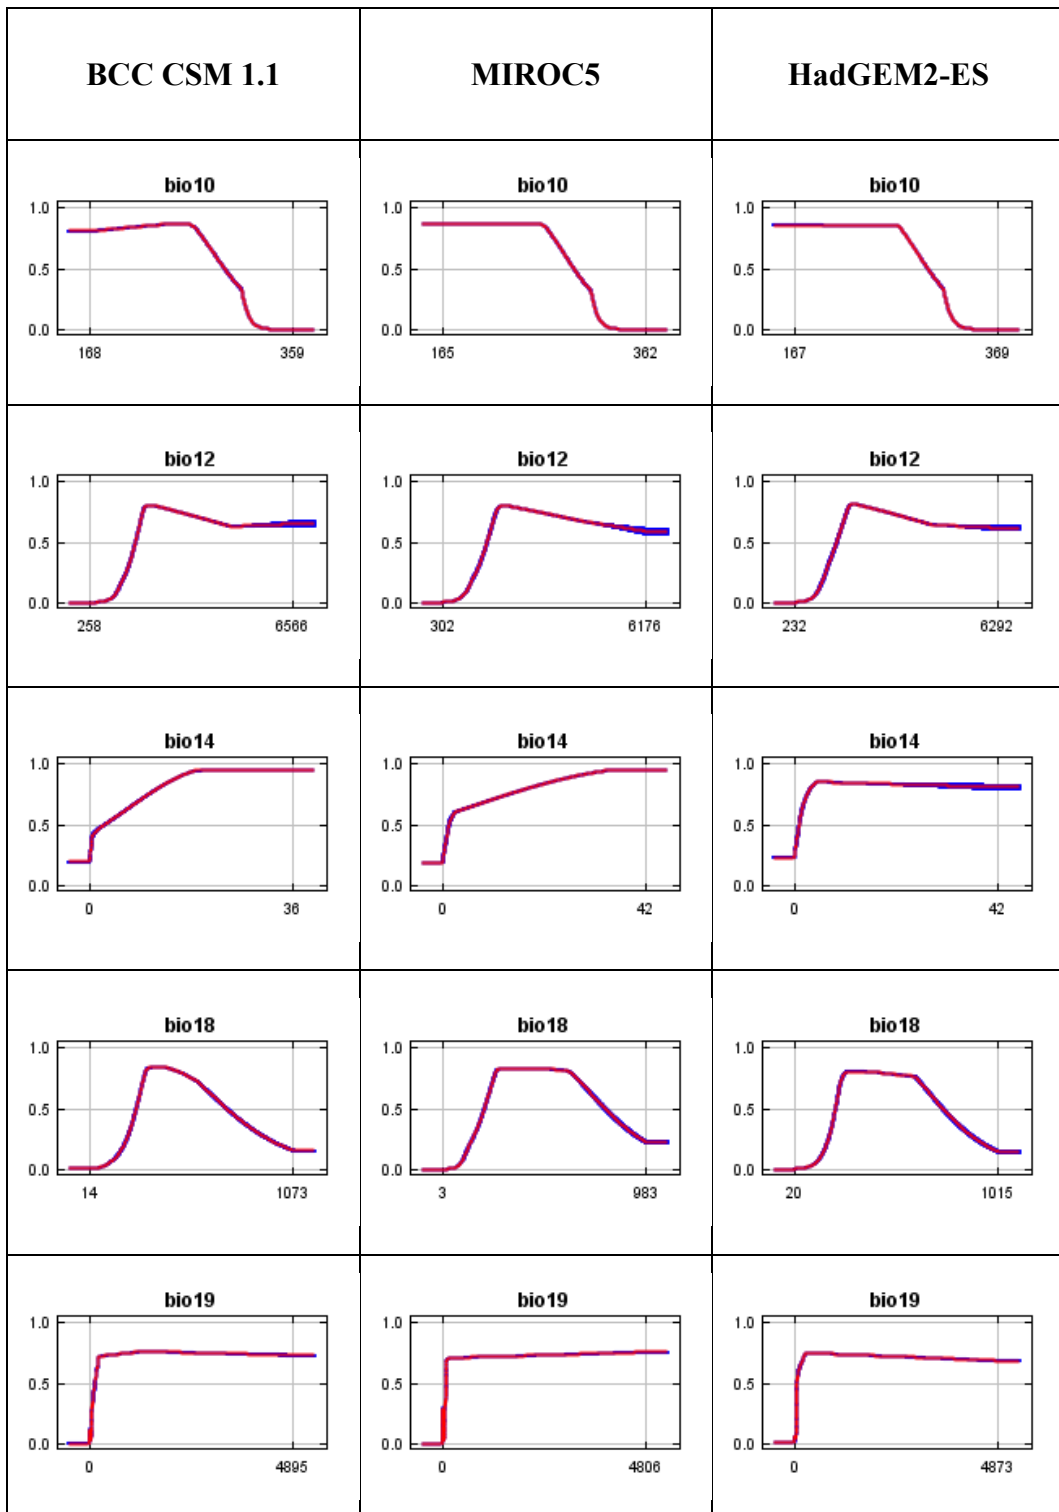 BCC CSM 1.1 MIROC5 HadGEM2-ES
bio10 bio10 bio10
1.0 1.0 1.0
0.5 0.5 0.5
0.0 0.0 0.0
168 359 165 362 167 369
bio12 bio12 bio12
1.0 1.0 1.0
0.5 0.5 0.5
0.0 0.0 0.0
258 6566 302 6176 232 6292
bio14 bio14 bio14
1.0 1.0 1.0
0.5 0.5 0.5
0.0 0.0 0.0
0 36 0 42 0 42
bio18 bio18 bio18
1.0 1.0 1.0
0.5 0.5 0.5
0.0 0.0 0.0
14 1073 3 983 20 1015
bio19 bio19 bio19
1.0 1.0 1.0
0.5 0.5 0.5
0.0 0.0 0.0
0 4895 0 4806 0 4873